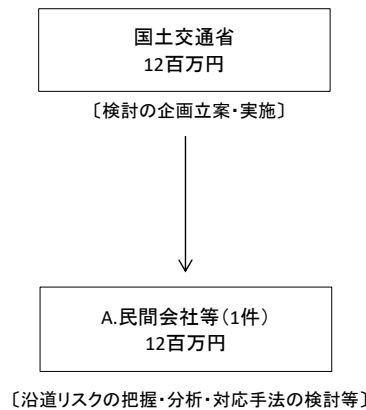 国土交通省
12百万円
〔検討の企画立案・実施〕
A.民間会社等(1件)
12百万円
〔沿道リスクの把握・分析・対応手法の検討等〕